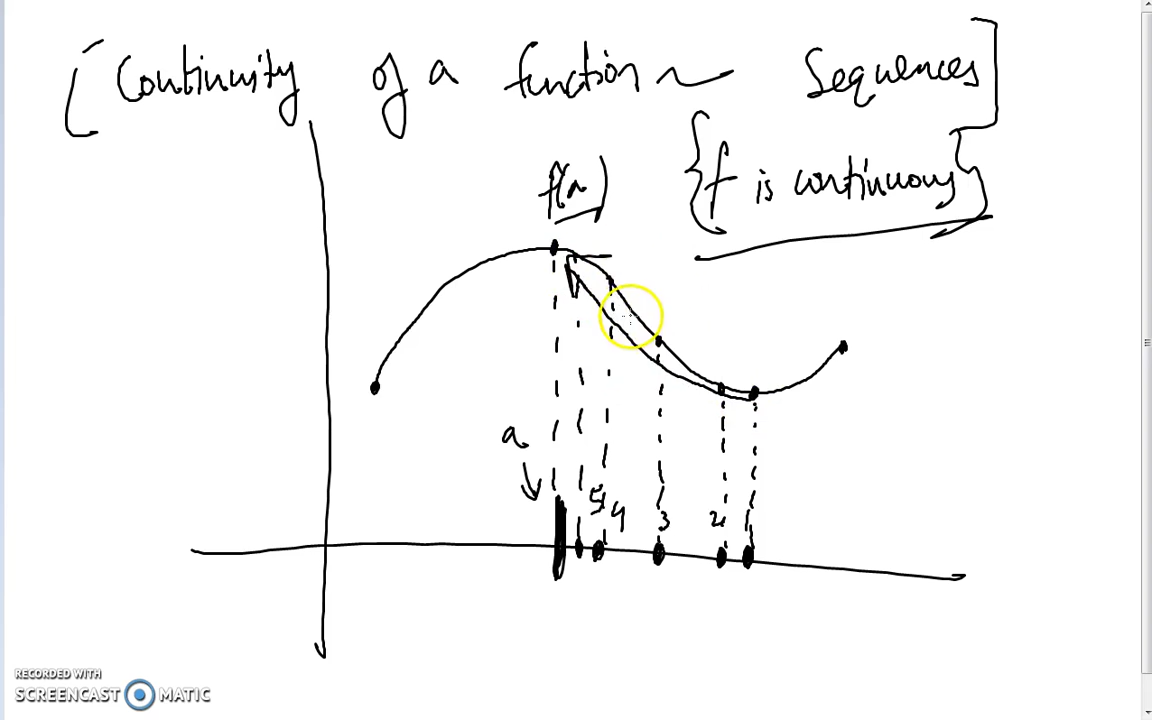 [Continuity of a function ~ Sequences]
{f is continuous}
f(a)
a
5 4 3 2 1
RECORDED WITH
SCREENCAST MATIC